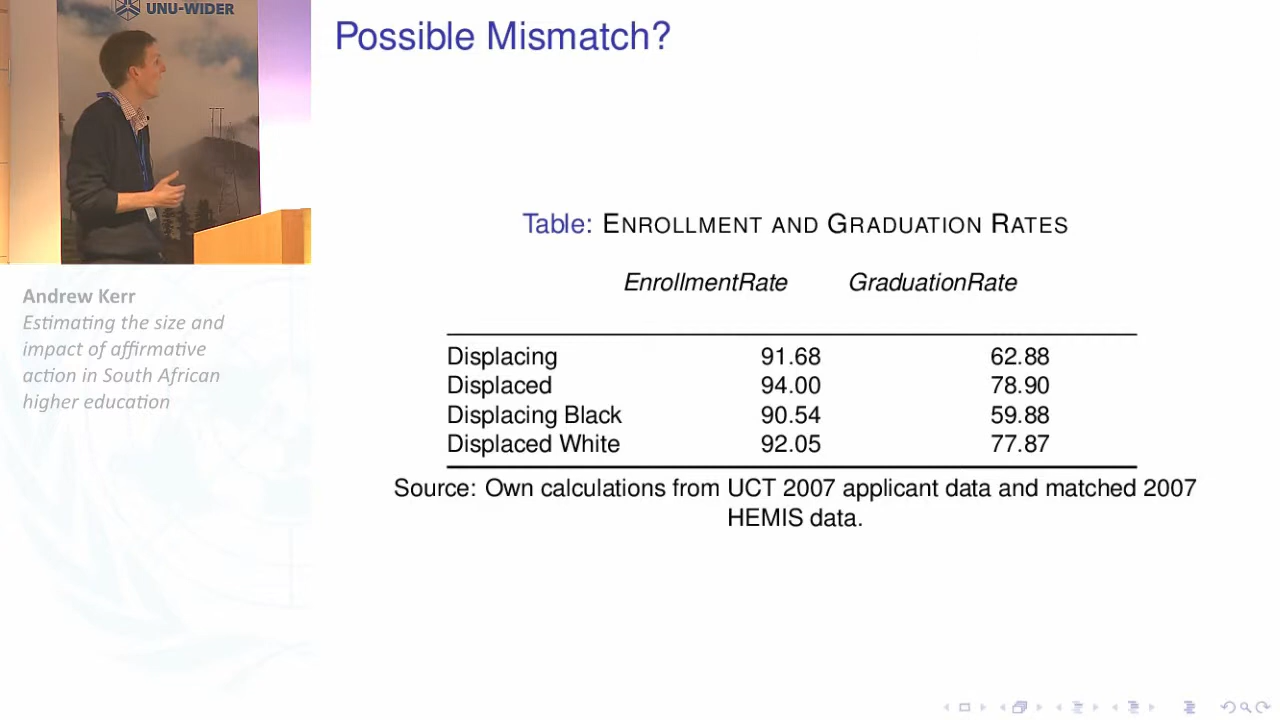 UNU-WIDER
Possible Mismatch?
Table: ENROLLMENT AND GRADUATION RATES
EnrollmentRate GraduationRate
Displacing 91.68 62.88
Displaced 94.00 78.90
Displacing Black 90.54 59.88
Displaced White 92.05 77.87
Source: Own calculations from UCT 2007 applicant data and matched 2007
HEMIS data.
Andrew Kerr
Estimating the size and
impact of affirmative
action in South African
higher education